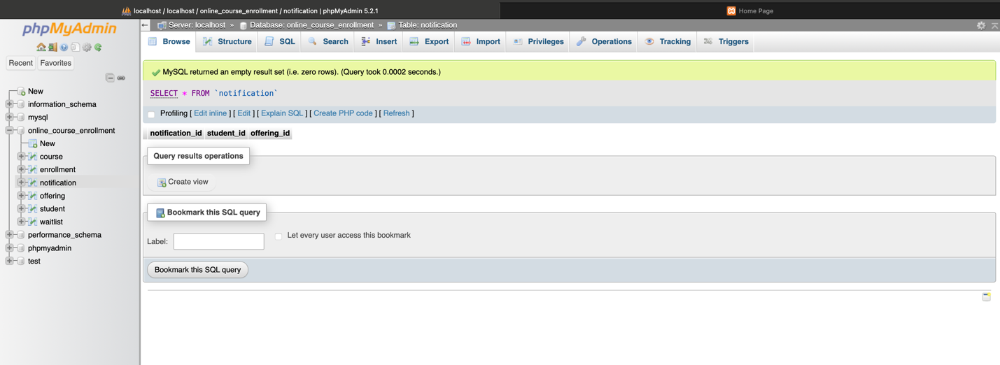 localhost / localhost / online_course_enrollment / notification | phpMyAdmin 5.2.1
Home Page
phpMyAdmin
Recent
Favorites
New
information_schema
mysql
online_course_enrollment
New
course
enrollment
notification
offering
student
waitlist
performance_schema
phpmyadmin
test
Server: localhost » Database: online_course_enrollment » Table: notification
Browse Structure SQL Search Insert Export Import Privileges Operations Tracking Triggers
MySQL returned an empty result set (i.e. zero rows). (Query took 0.0002 seconds.)
SELECT * FROM `notification`
Profiling [ Edit inline ] [ Edit ] [ Explain SQL ] [ Create PHP code ] [ Refresh ]
notification_id student_id offering_id
Query results operations
Create view
Bookmark this SQL query
Label:
Let every user access this bookmark
Bookmark this SQL query